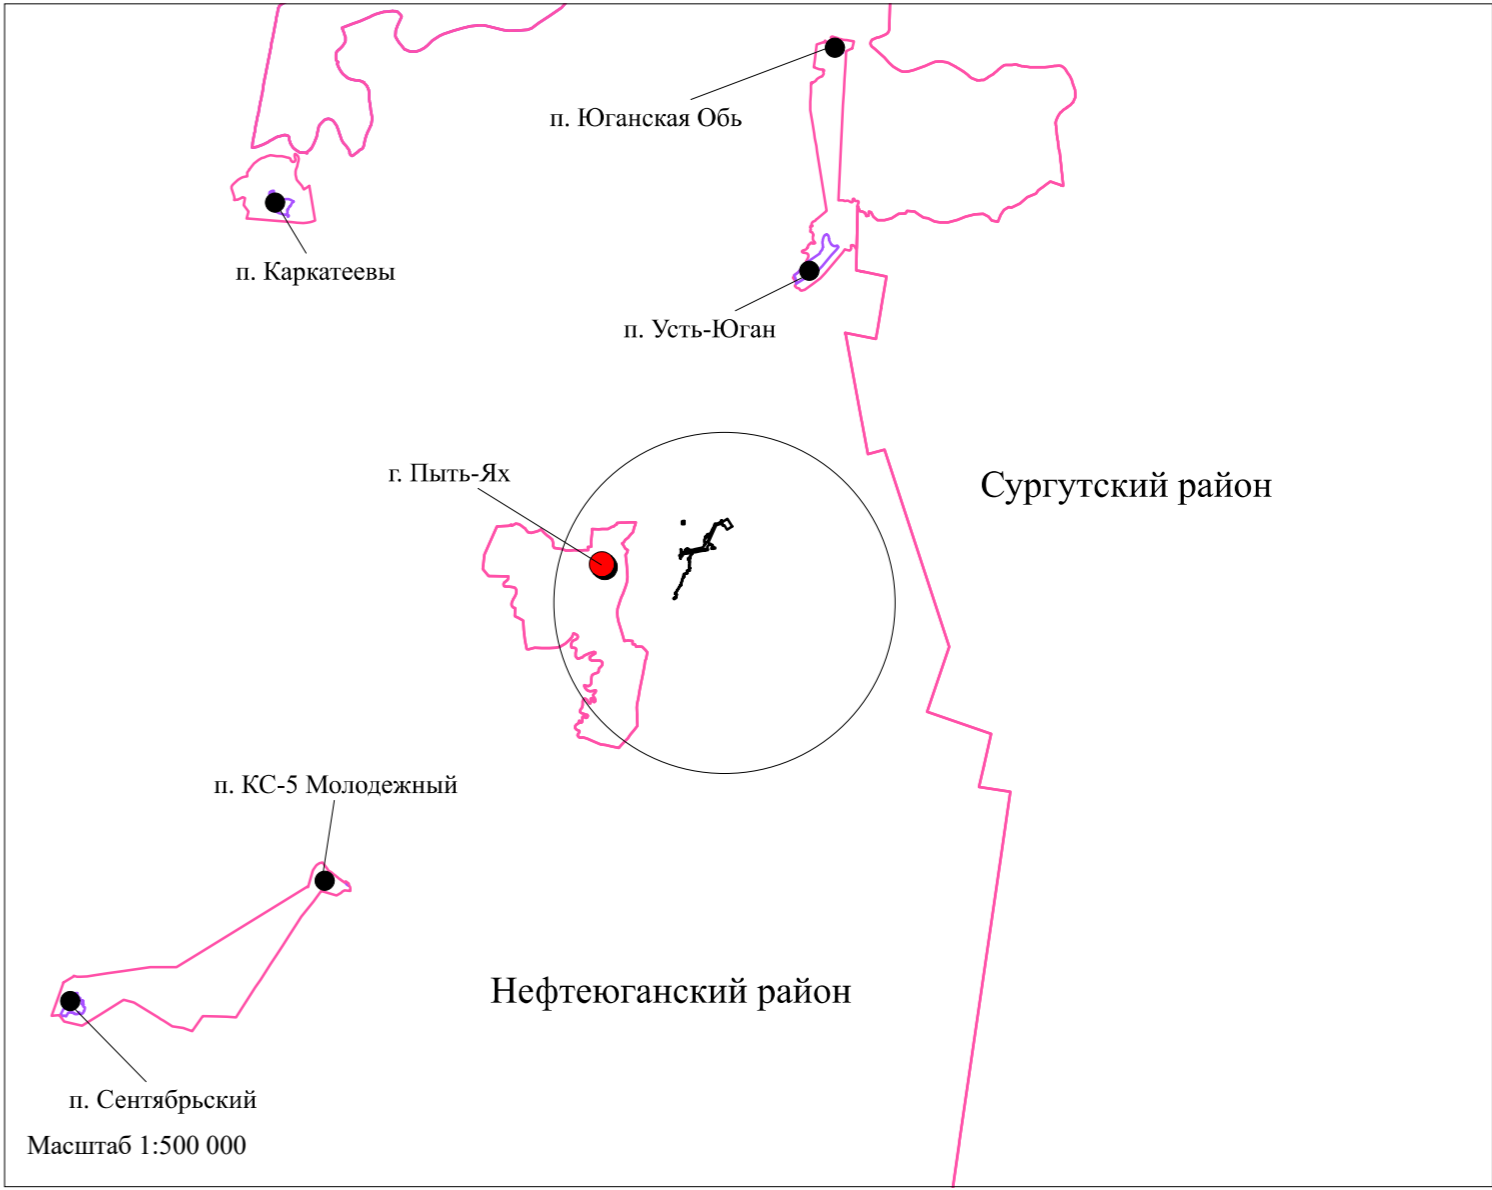 п. Юганская Обь
п. Каркатеевы
п. Усть-Юган
г. Пыть-Ях
Сургутский район
п. КС-5 Молодежный
Нефтеюганский район
п. Сентябрьский
Масштаб 1:500 000